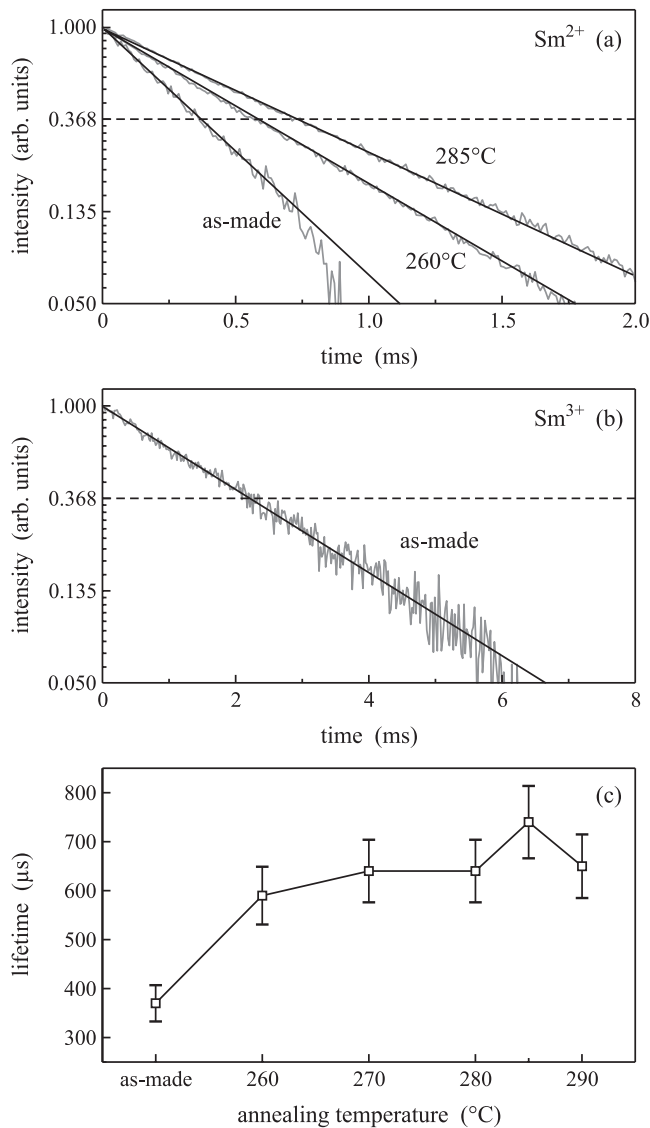 Sm²⁺ (a)
1.000
0.368
0.135
0.050
intensity (arb. units)
285°C
as-made
260°C
0 0.5 1.0 1.5 2.0
time (ms)
Sm³⁺ (b)
1.000
0.368
0.135
0.050
intensity (arb. units)
as-made
0 2 4 6 8
time (ms)
(c)
800
700
600
500
400
300
lifetime (μs)
as-made 260 270 280 290
annealing temperature (°C)